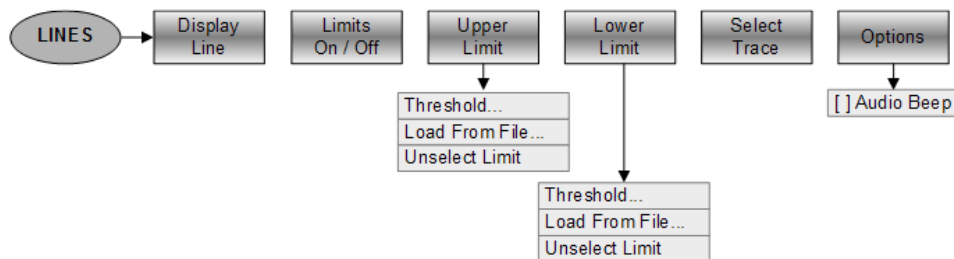 LINES
Display
Line
Limits
On / Off
Upper
Limit
Lower
Limit
Select
Trace
Options
Threshold...
Load From File...
Unselect Limit
Threshold...
Load From File...
Unselect Limit
[ ] Audio Beep